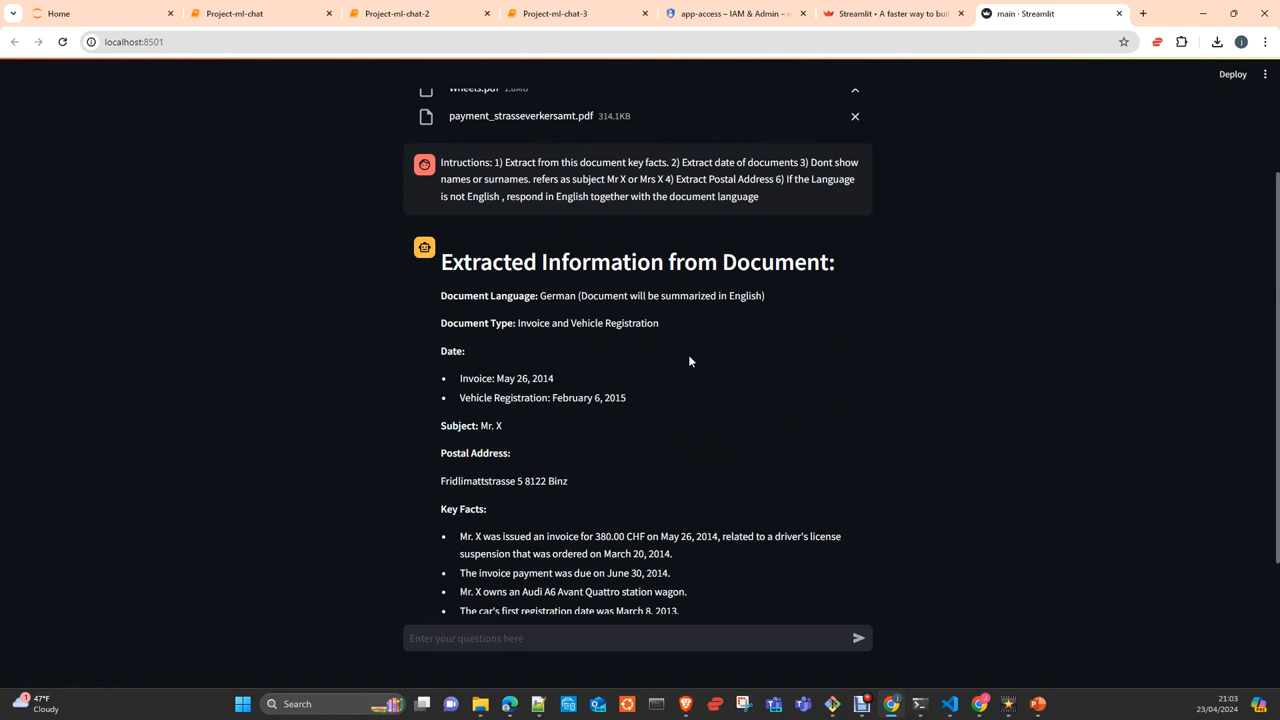 Home
Project-ml-chat
Project-ml-chat-2
Project-ml-chat-3
app-access – IAM & Admin –
Streamlit • A faster way to bui
main · Streamlit
localhost:8501
Deploy
Wheels.pdf 1.8MB
payment_strasseverkersamt.pdf 314.1KB
Intructions: 1) Extract from this document key facts. 2) Extract date of documents 3) Dont show
names or surnames. refers as subject Mr X or Mrs X 4) Extract Postal Address 6) If the Language
is not English , respond in English together with the document language
Extracted Information from Document:
Document Language: German (Document will be summarized in English)
Document Type: Invoice and Vehicle Registration
Date:
• Invoice: May 26, 2014
• Vehicle Registration: February 6, 2015
Subject: Mr. X
Postal Address:
Fridlimattstrasse 5 8122 Binz
Key Facts:
• Mr. X was issued an invoice for 380.00 CHF on May 26, 2014, related to a driver's license
suspension that was ordered on March 20, 2014.
• The invoice payment was due on June 30, 2014.
• Mr. X owns an Audi A6 Avant Quattro station wagon.
• The car's first registration date was March 8, 2013.
Enter your questions here
1
47°F
Cloudy
Search
21:03
23/04/2024